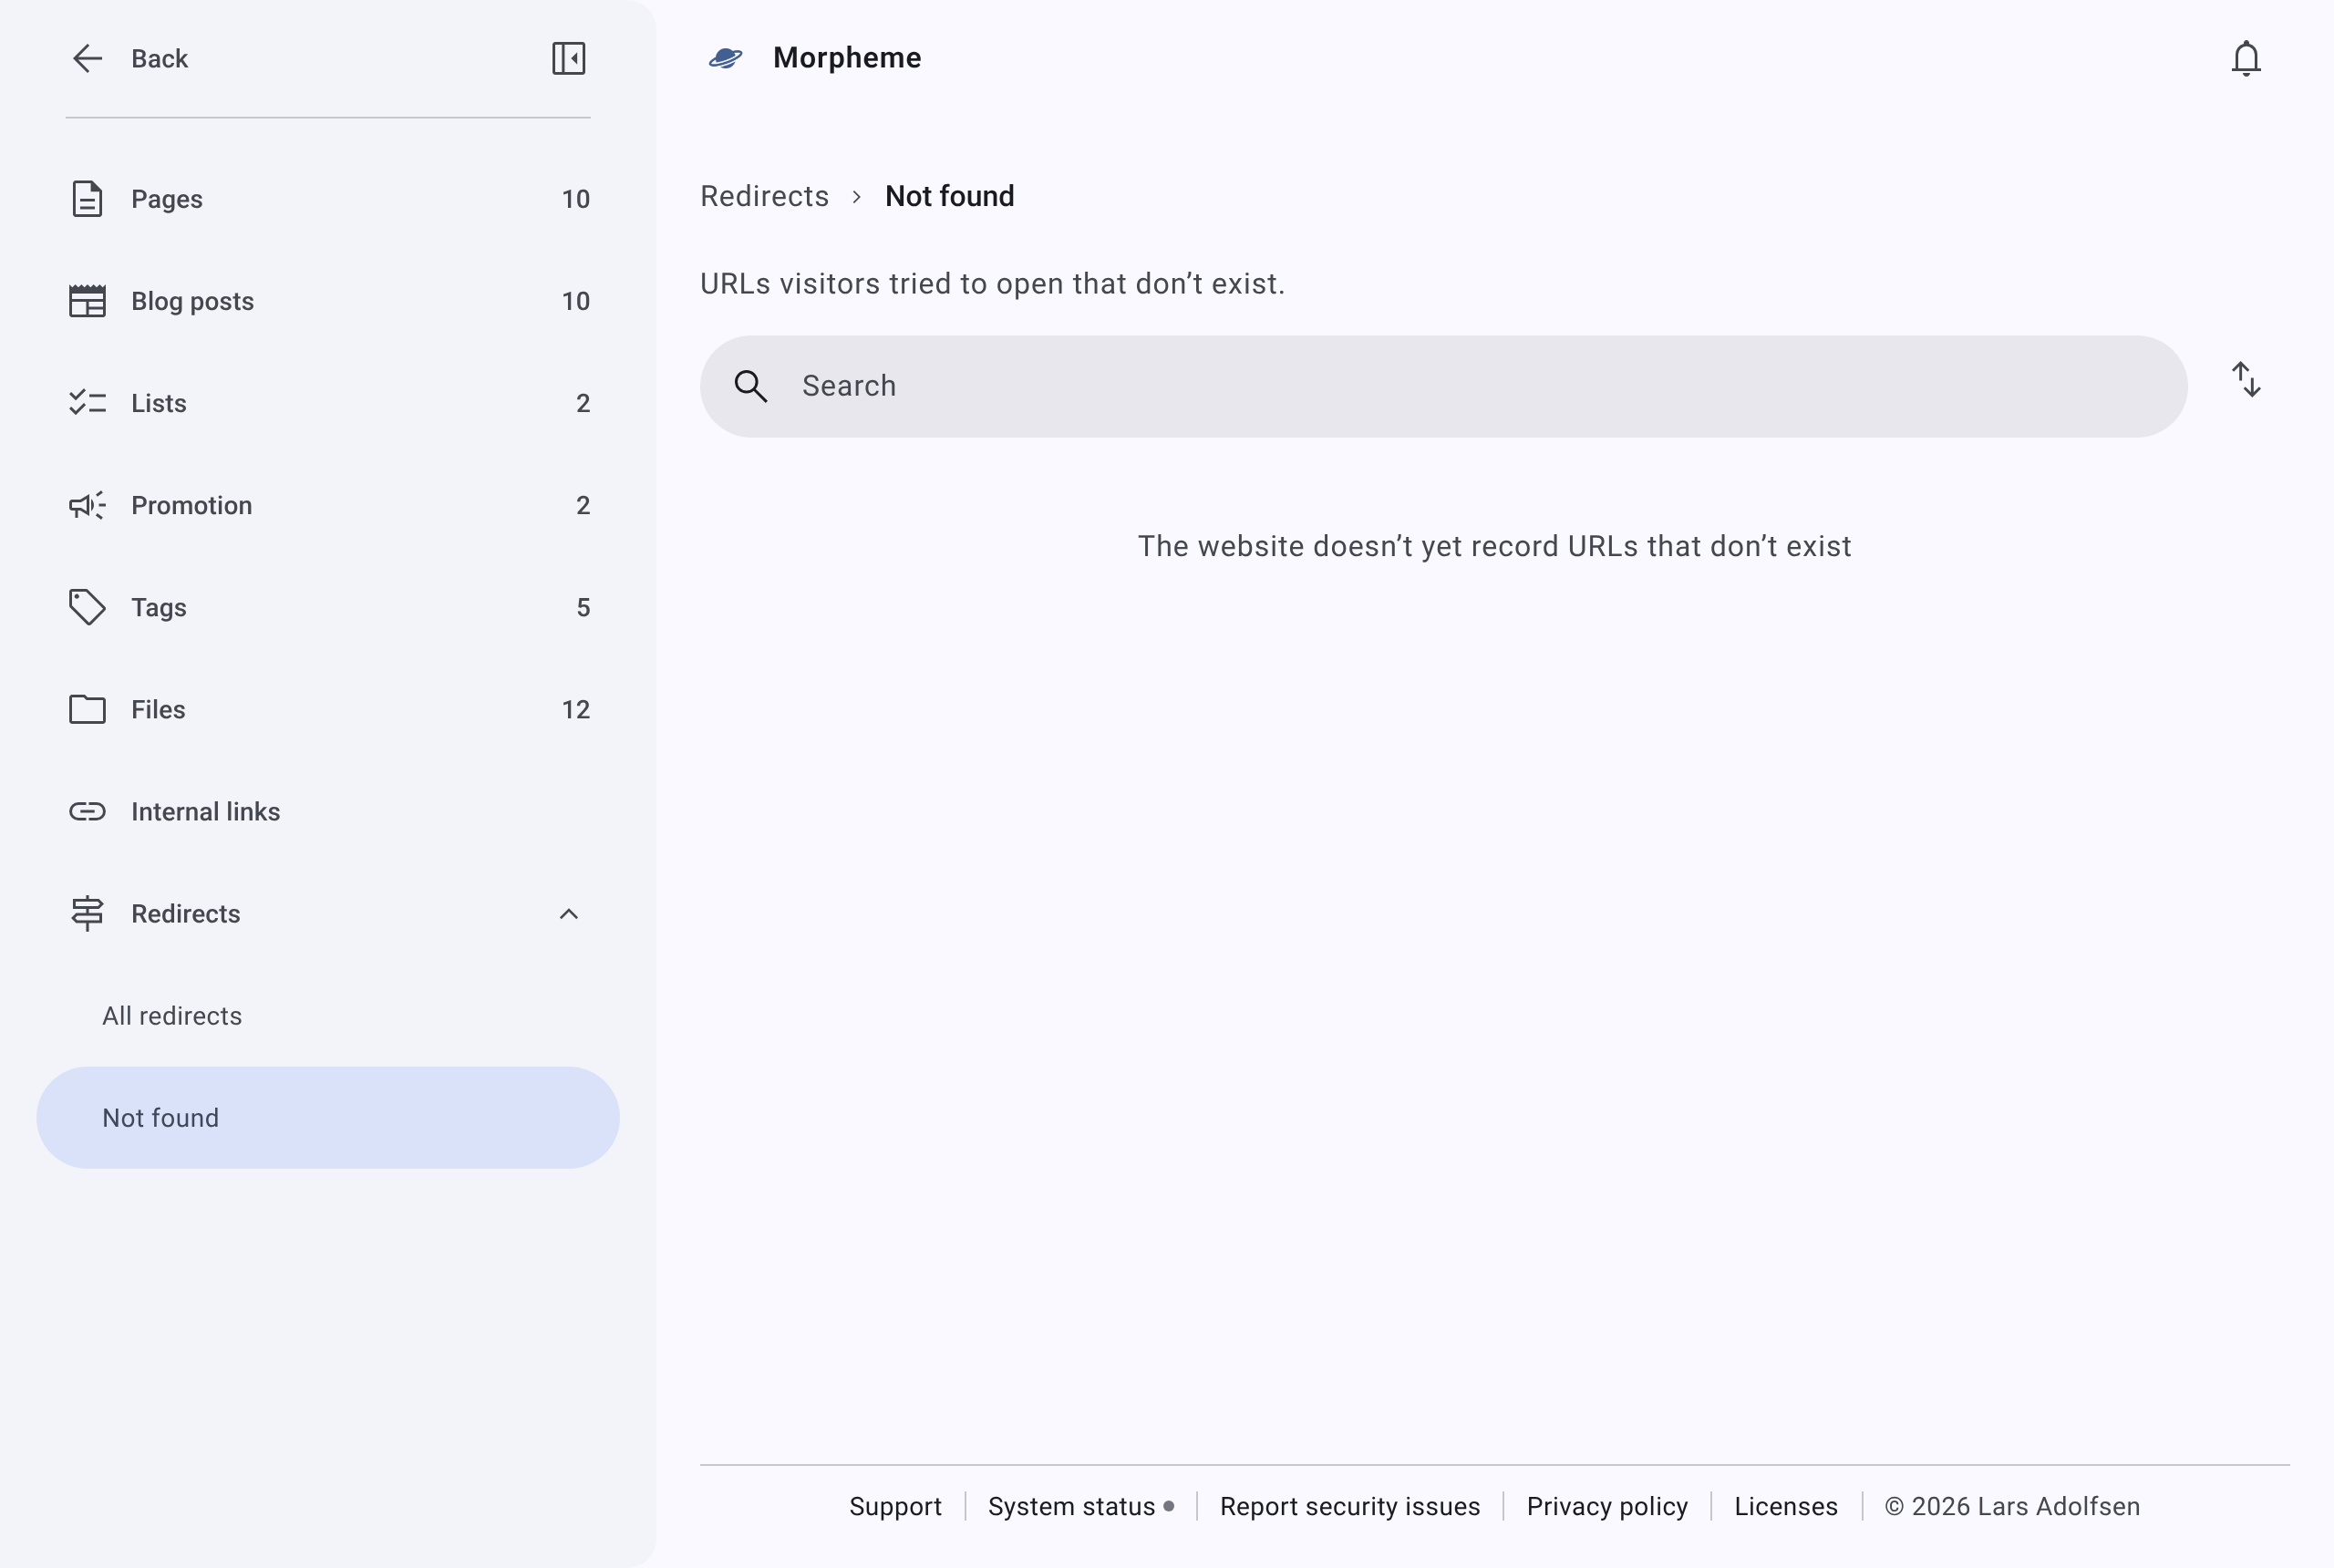 Back
Pages 10
Blog posts 10
Lists 2
Promotion 2
Tags 5
Files 12
Internal links
Redirects
All redirects
Not found
Morpheme
Redirects > Not found
URLs visitors tried to open that don’t exist.
Search
The website doesn’t yet record URLs that don’t exist
Support | System status | Report security issues | Privacy policy | Licenses | © 2026 Lars Adolfsen